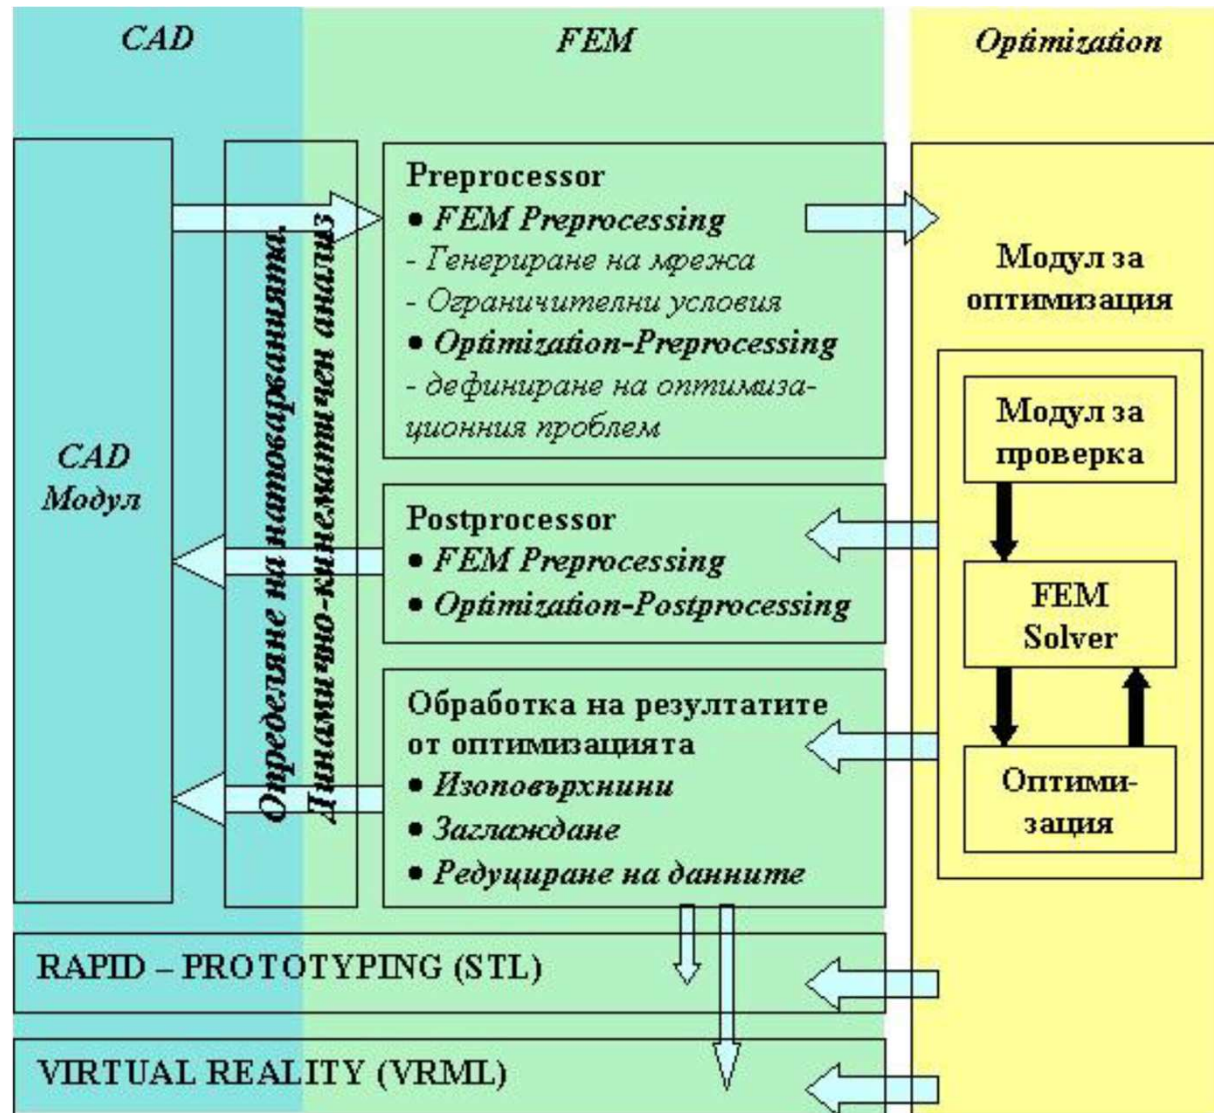 CAD
FEM
Optimization
CAD
Модул
Определяне на натоварванията.
Динамично-кинематичен анализ
Preprocessor
• FEM Preprocessing
- Генериране на мрежа
- Ограничителни условия
• Optimization-Preprocessing
- дефиниране на оптимиза-
ционния проблем
Postprocessor
• FEM Preprocessing
• Optimization-Postprocessing
Обработка на резултатите
от оптимизацията
• Изоповърхнини
• Заглаждане
• Редуциране на данните
Модул за
оптимизация
Модул за
проверка
FEM
Solver
Оптими-
зация
RAPID – PROTOTYPING (STL)
VIRTUAL REALITY (VRML)